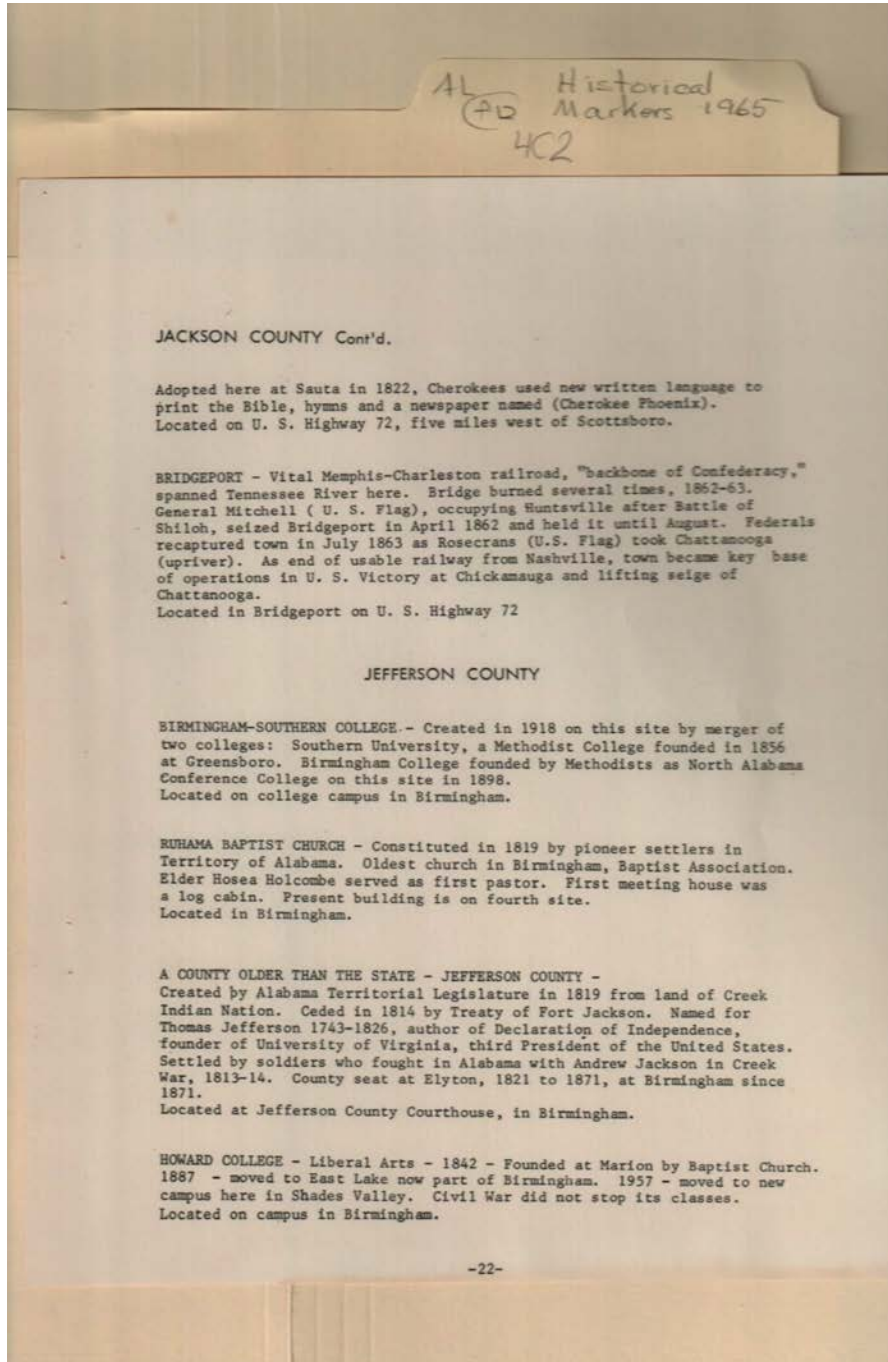 AL Historical
PD Markers 1965
4C2
JACKSON COUNTY Cont'd.
Adopted here at Sauta in 1822, Cherokees used new written language to
print the Bible, hymns and a newspaper named (Cherokee Phoenix).
Located on U. S. Highway 72, five miles west of Scottsboro.
BRIDGEPORT - Vital Memphis-Charleston railroad, "backbone of Confederacy,"
spanned Tennessee River here. Bridge burned several times, 1862-63.
General Mitchell ( U. S. Flag), occupying Huntsville after Battle of
Shiloh, seized Bridgeport in April 1862 and held it until August. Federals
recaptured town in July 1863 as Rosecrans (U.S. Flag) took Chattanooga
(upriver). As end of usable railway from Nashville, town became key base
of operations in U. S. Victory at Chickamauga and lifting seige of
Chattanooga.
Located in Bridgeport on U. S. Highway 72
JEFFERSON COUNTY
BIRMINGHAM-SOUTHERN COLLEGE - Created in 1918 on this site by merger of
two colleges: Southern University, a Methodist College founded in 1856
at Greensboro. Birmingham College founded by Methodists as North Alabama
Conference College on this site in 1898.
Located on college campus in Birmingham.
RUHAMA BAPTIST CHURCH - Constituted in 1819 by pioneer settlers in
Territory of Alabama. Oldest church in Birmingham, Baptist Association.
Elder Hosea Holcombe served as first pastor. First meeting house was
a log cabin. Present building is on fourth site.
Located in Birmingham.
A COUNTY OLDER THAN THE STATE - JEFFERSON COUNTY -
Created by Alabama Territorial Legislature in 1819 from land of Creek
Indian Nation. Ceded in 1814 by Treaty of Fort Jackson. Named for
Thomas Jefferson 1743-1826, author of Declaration of Independence,
founder of University of Virginia, third President of the United States.
Settled by soldiers who fought in Alabama with Andrew Jackson in Creek
War, 1813-14. County seat at Elyton, 1821 to 1871, at Birmingham since
1871.
Located at Jefferson County Courthouse, in Birmingham.
HOWARD COLLEGE - Liberal Arts - 1842 - Founded at Marion by Baptist Church.
1887 - moved to East Lake now part of Birmingham. 1957 - moved to new
campus here in Shades Valley. Civil War did not stop its classes.
Located on campus in Birmingham.
-22-